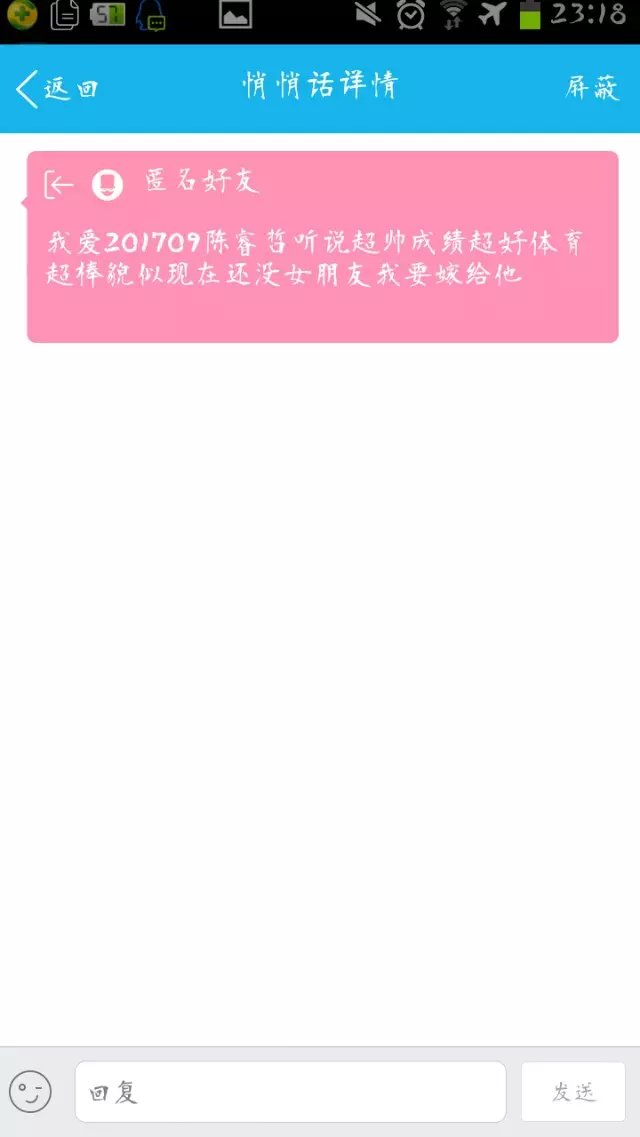 57
23:18
返回
悄悄话详情
屏蔽
匿名好友
我爱201709陈睿哲听说超帅成绩超好体育
超棒貌似现在还没女朋友我要嫁给他
回复
发送